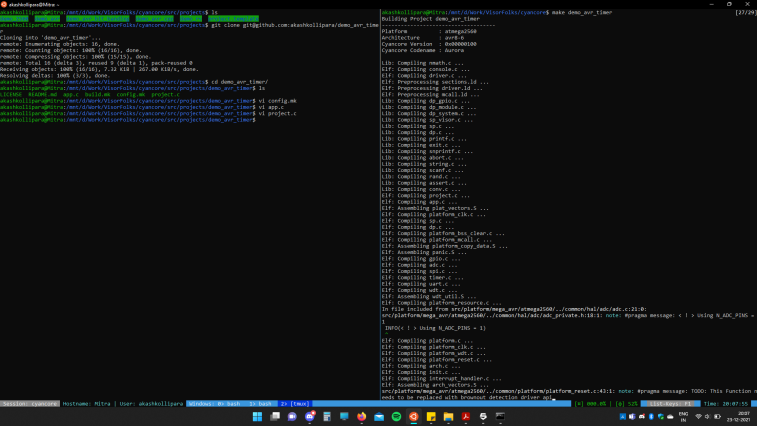 akashkollipara@Mitra: ~
akashkollipara@Mitra:/mnt/d/Work/VisorFolks/cyancore/src/projects$ ls
akashkollipara@Mitra:/mnt/d/Work/VisorFolks/cyancore/src/projects$ git clone git@github.com:akashkollipara/demo_avr_time
r
Cloning into 'demo_avr_timer'...
remote: Enumerating objects: 16, done.
remote: Counting objects: 100% (16/16), done.
remote: Compressing objects: 100% (15/15), done.
remote: Total 16 (delta 3), reused 9 (delta 1), pack-reused 0
Receiving objects: 100% (16/16), 7.32 KiB | 267.00 KiB/s, done.
Resolving deltas: 100% (3/3), done.
akashkollipara@Mitra:/mnt/d/Work/VisorFolks/cyancore/src/projects$ cd demo_avr_timer/
akashkollipara@Mitra:/mnt/d/Work/VisorFolks/cyancore/src/projects/demo_avr_timer$ ls
LICENSE README.md app.c build.mk config.mk project.c
akashkollipara@Mitra:/mnt/d/Work/VisorFolks/cyancore/src/projects/demo_avr_timer$ vi config.mk
akashkollipara@Mitra:/mnt/d/Work/VisorFolks/cyancore/src/projects/demo_avr_timer$ vi app.c
akashkollipara@Mitra:/mnt/d/Work/VisorFolks/cyancore/src/projects/demo_avr_timer$ vi project.c
akashkollipara@Mitra:/mnt/d/Work/VisorFolks/cyancore/src/projects/demo_avr_timer$
akashkollipara@Mitra:/mnt/d/Work/VisorFolks/cyancore$ make demo_avr_timer [27/29]
Building Project demo_avr_timer
----------------------------------------
Platform : atmega2560
Architecture : avr8-6
Cyancore Version : 0x00000100
Cyancore Codename : Aurore
Lib: Compiling nmath.c ...
Elf: Compiling console.c ...
Elf: Compiling driver.c ...
Elf: Preprocessing sections.ld ...
Elf: Preprocessing driver.ld ...
Elf: Preprocessing mcall.ld ...
Lib: Compiling dp_gpio.c ...
Lib: Compiling dp_module.c ...
Lib: Compiling dp_system.c ...
Lib: Compiling sp_visor.c ...
Lib: Compiling sp.c ...
Lib: Compiling dp.c ...
Lib: Compiling printf.c ...
Lib: Compiling exit.c ...
Lib: Compiling snprintf.c ...
Lib: Compiling abort.c ...
Lib: Compiling string.c ...
Lib: Compiling scanf.c ...
Lib: Compiling rand.c ...
Lib: Compiling assert.c ...
Lib: Compiling conv.c ...
Elf: Compiling project.c ...
Elf: Compiling app.c ...
Elf: Assembling plat_vectors.S ...
Elf: Compiling platform_clk.c ...
Elf: Compiling sp.c ...
Elf: Compiling dp.c ...
Elf: Compiling platform_bss_clear.c ...
Elf: Compiling platform_mcall.c ...
Elf: Assembling platform_copy_data.S ...
Elf: Assembling panic.S ...
Elf: Compiling gpio.c ...
Elf: Compiling adc.c ...
Elf: Compiling spi.c ...
Elf: Compiling timer.c ...
Elf: Compiling uart.c ...
Elf: Compiling wdt.c ...
Elf: Assembling wdt_util.S ...
Elf: Compiling platform_resource.c ...
In file included from src/platform/mega_avr/atmega2560/../common/hal/adc/adc.c:21:0:
src/platform/mega_avr/atmega2560/../common/hal/adc/adc_private.h:18:1: note: #pragma message: < ! > Using N_ADC_PINS =
1
INFO(< ! > Using N_ADC_PINS = 1)
^
Elf: Compiling platform.c ...
Elf: Compiling platform_clk.c ...
Elf: Compiling platform_wdt.c ...
Elf: Compiling platform_reset.c ...
Elf: Compiling arch.c ...
Elf: Compiling init.c ...
Elf: Compiling interrupt_handler.c ...
Elf: Assembling arch_vectors.S ...
src/platform/mega_avr/atmega2560/../common/platform/platform_reset.c:43:1: note: #pragma message: TODO: This Function n
eeds to be replaced with brownout detection driver api
Session: cyancore Hostname: Mitra | User: akashkollipara Windows: 0> bash 1> bash 2> [tmux] List-Keys: F1 Time: 20:07:55
ENG
IN
20:07
23-12-2021